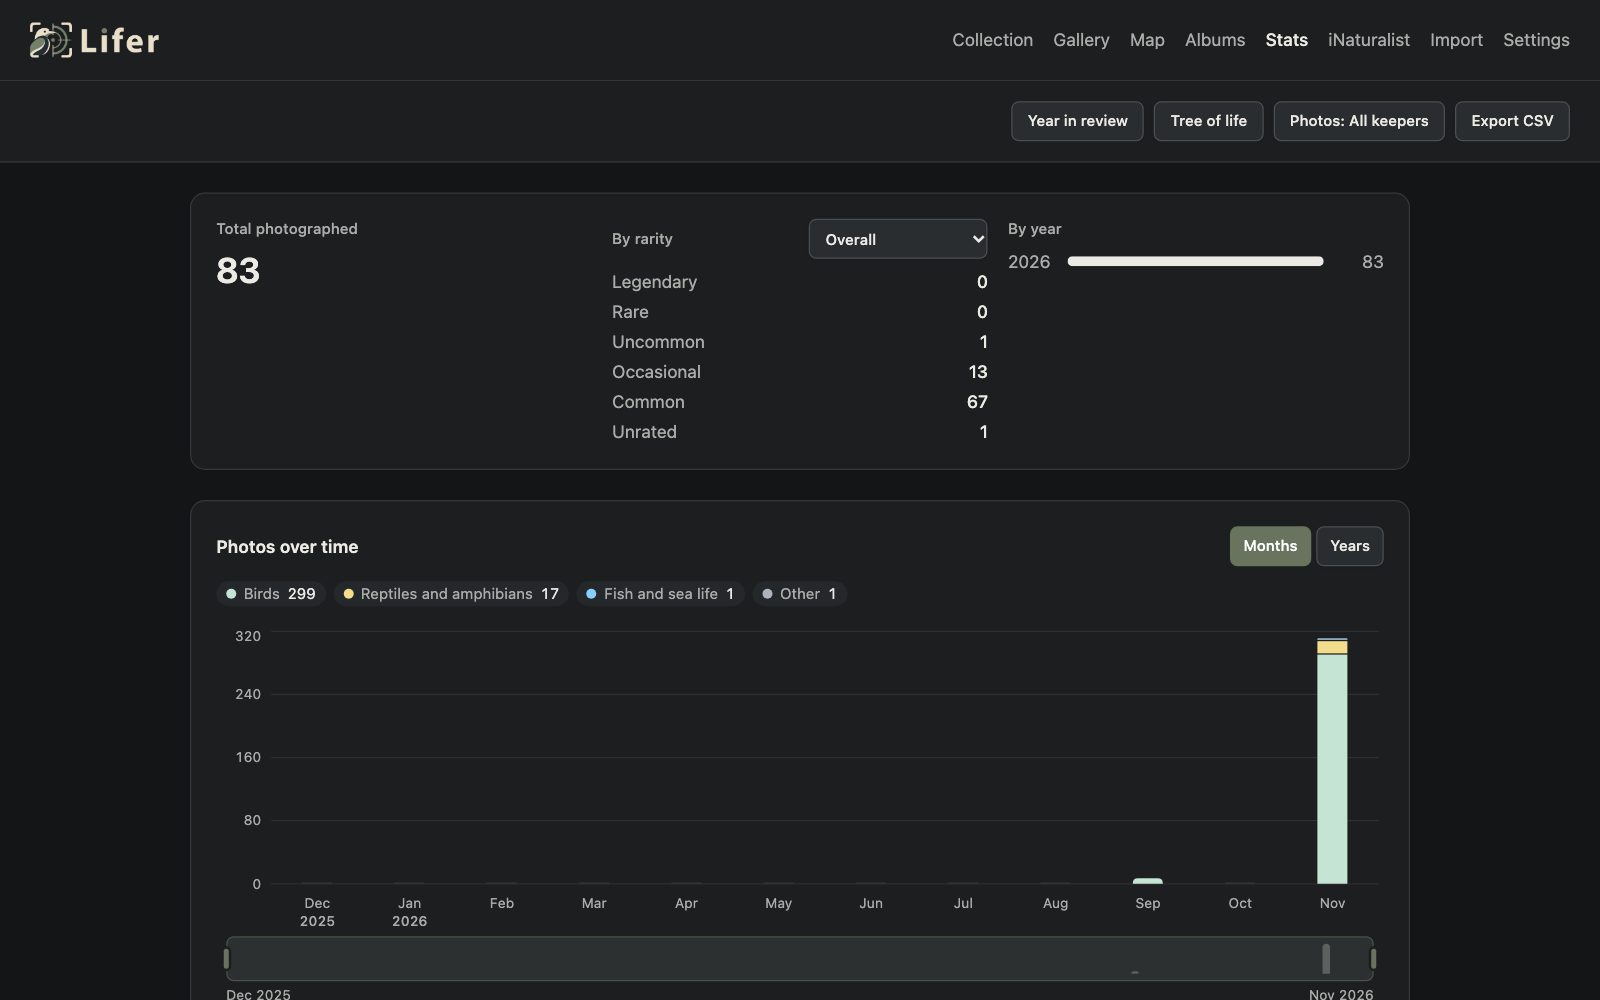 Lifer
Collection Gallery Map Albums Stats iNaturalist Import Settings
Year in review Tree of life Photos: All keepers Export CSV
Total photographed
83
By rarity Overall
Legendary 0
Rare 0
Uncommon 1
Occasional 13
Common 67
Unrated 1
By year
2026 83
Photos over time
Months Years
Birds 299 Reptiles and amphibians 17 Fish and sea life 1 Other 1
320
240
160
80
0
Dec Jan Feb Mar Apr May Jun Jul Aug Sep Oct Nov
2025 2026
Dec 2025 Nov 2026